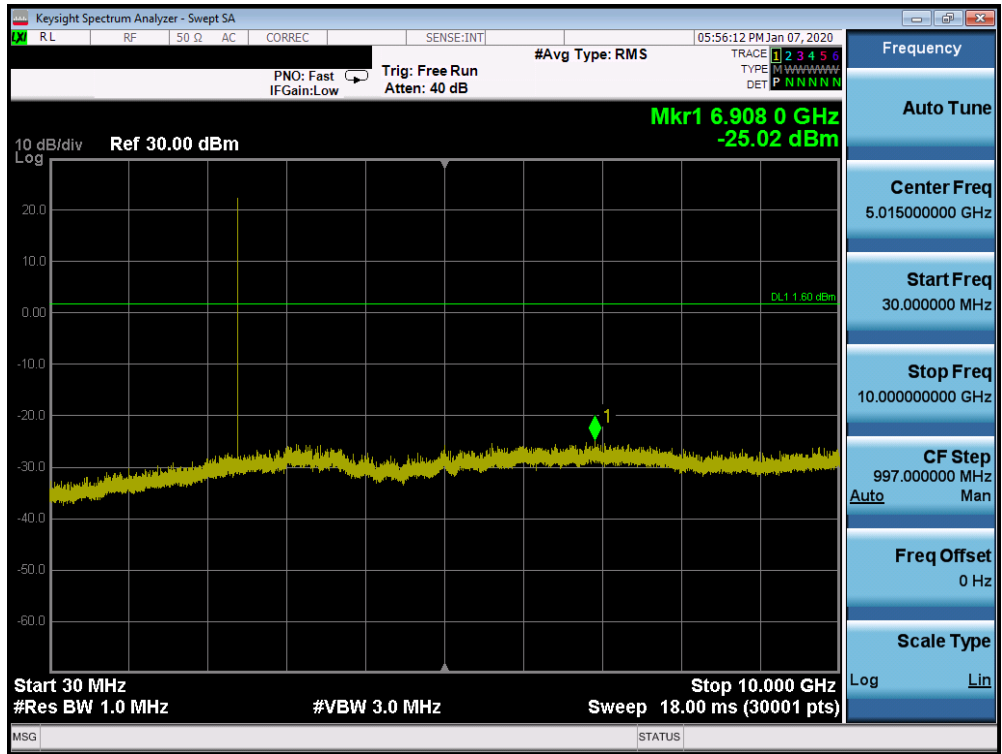 Keysight Spectrum Analyzer - Swept SA
LXI RL RF 50 Ω AC CORREC SENSE:INT 05:56:12 PM Jan 07, 2020
#Avg Type: RMS
TRACE 1 2 3 4 5 6
PNO: Fast Trig: Free Run
TYPE M WWWWW
IFGain:Low Atten: 40 dB
DET P N N N N N
Mkr1 6.908 0 GHz
-25.02 dBm
10 dB/div Ref 30.00 dBm
Log
20.0
10.0
DL1 1.60 dBm
0.00
-10.0
-20.0
1
-30.0
-40.0
-50.0
-60.0
Start 30 MHz Stop 10.000 GHz
#Res BW 1.0 MHz #VBW 3.0 MHz Sweep 18.00 ms (30001 pts)
MSG STATUS
Frequency
Auto Tune
Center Freq
5.015000000 GHz
Start Freq
30.000000 MHz
Stop Freq
10.000000000 GHz
CF Step
997.000000 MHz
Auto Man
Freq Offset
0 Hz
Scale Type
Log Lin